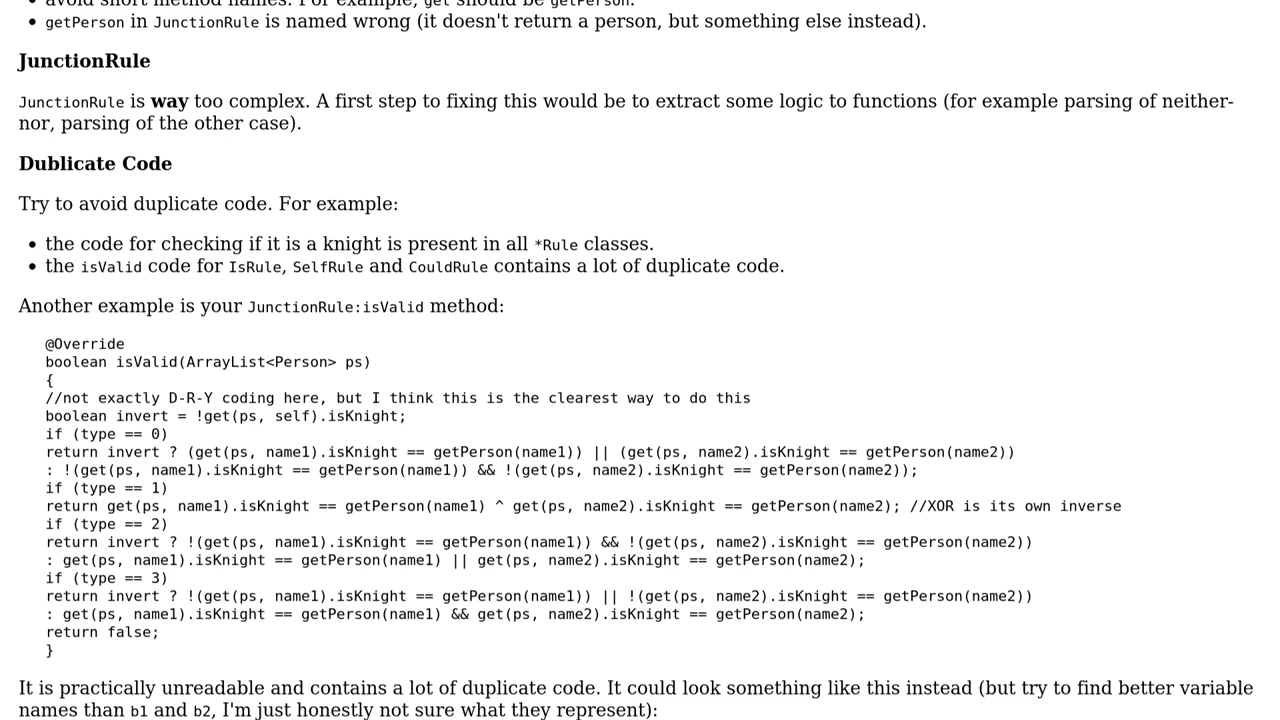 avoid short method names. For example, get should be getPerson.
getPerson in JunctionRule is named wrong (it doesn't return a person, but something else instead).
JunctionRule
JunctionRule is way too complex. A first step to fixing this would be to extract some logic to functions (for example parsing of neither-
nor, parsing of the other case).
Dublicate Code
Try to avoid duplicate code. For example:
the code for checking if it is a knight is present in all *Rule classes.
the isValid code for IsRule, SelfRule and CouldRule contains a lot of duplicate code.
Another example is your JunctionRule:isValid method:
@Override
boolean isValid(ArrayList<Person> ps)
{
//not exactly D-R-Y coding here, but I think this is the clearest way to do this
boolean invert = !get(ps, self).isKnight;
if (type == 0)
return invert ? (get(ps, name1).isKnight == getPerson(name1)) || (get(ps, name2).isKnight == getPerson(name2))
: !(get(ps, name1).isKnight == getPerson(name1)) && !(get(ps, name2).isKnight == getPerson(name2));
if (type == 1)
return get(ps, name1).isKnight == getPerson(name1) ^ get(ps, name2).isKnight == getPerson(name2); //XOR is its own inverse
if (type == 2)
return invert ? !(get(ps, name1).isKnight == getPerson(name1)) && !(get(ps, name2).isKnight == getPerson(name2))
: get(ps, name1).isKnight == getPerson(name1) || get(ps, name2).isKnight == getPerson(name2);
if (type == 3)
return invert ? !(get(ps, name1).isKnight == getPerson(name1)) || !(get(ps, name2).isKnight == getPerson(name2))
: get(ps, name1).isKnight == getPerson(name1) && get(ps, name2).isKnight == getPerson(name2);
return false;
}
It is practically unreadable and contains a lot of duplicate code. It could look something like this instead (but try to find better variable
names than b1 and b2, I'm just honestly not sure what they represent):